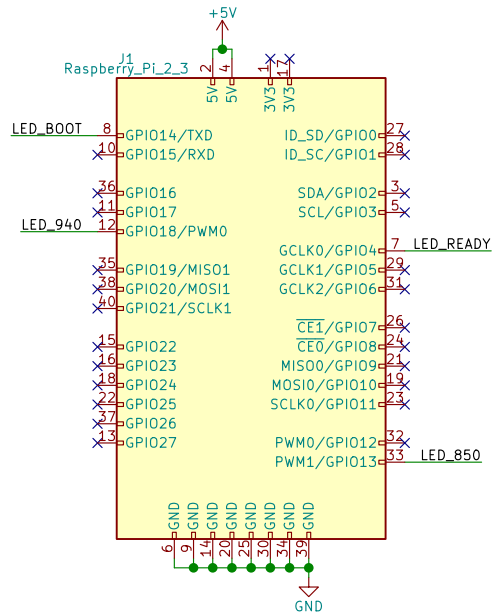 +5V
J1
Raspberry_Pi_2_3
2 4 1 17
5V 5V 3V3 3V3
LED_BOOT 8 GPIO14/TXD ID_SD/GPIO0 27
10 GPIO15/RXD ID_SC/GPIO1 28
36 GPIO16 SDA/GPIO2 3
11 GPIO17 SCL/GPIO3 5
LED_940 12 GPIO18/PWM0
GCLK0/GPIO4 7 LED_READY
35 GPIO19/MISO1 GCLK1/GPIO5 29
38 GPIO20/MOSI1 GCLK2/GPIO6 31
40 GPIO21/SCLK1
CE1/GPIO7 26
15 GPIO22 CE0/GPIO8 24
16 GPIO23 MISO0/GPIO9 21
18 GPIO24 MOSI0/GPIO10 19
22 GPIO25 SCLK0/GPIO11 23
37 GPIO26
13 GPIO27 PWM0/GPIO12 32
PWM1/GPIO13 33 LED_850
GND GND GND GND GND GND GND GND
6 9 14 20 25 30 34 39
GND